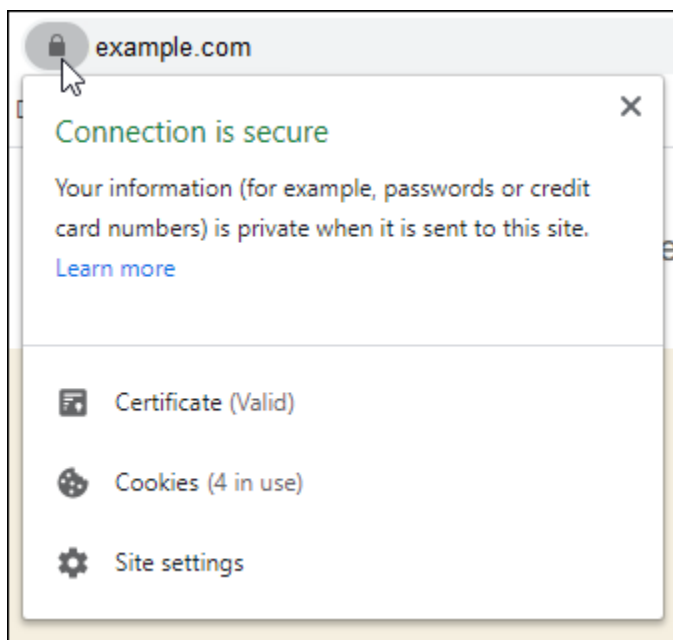 example.com
Connection is secure
Your information (for example, passwords or credit
card numbers) is private when it is sent to this site.
Learn more
Certificate (Valid)
Cookies (4 in use)
Site settings